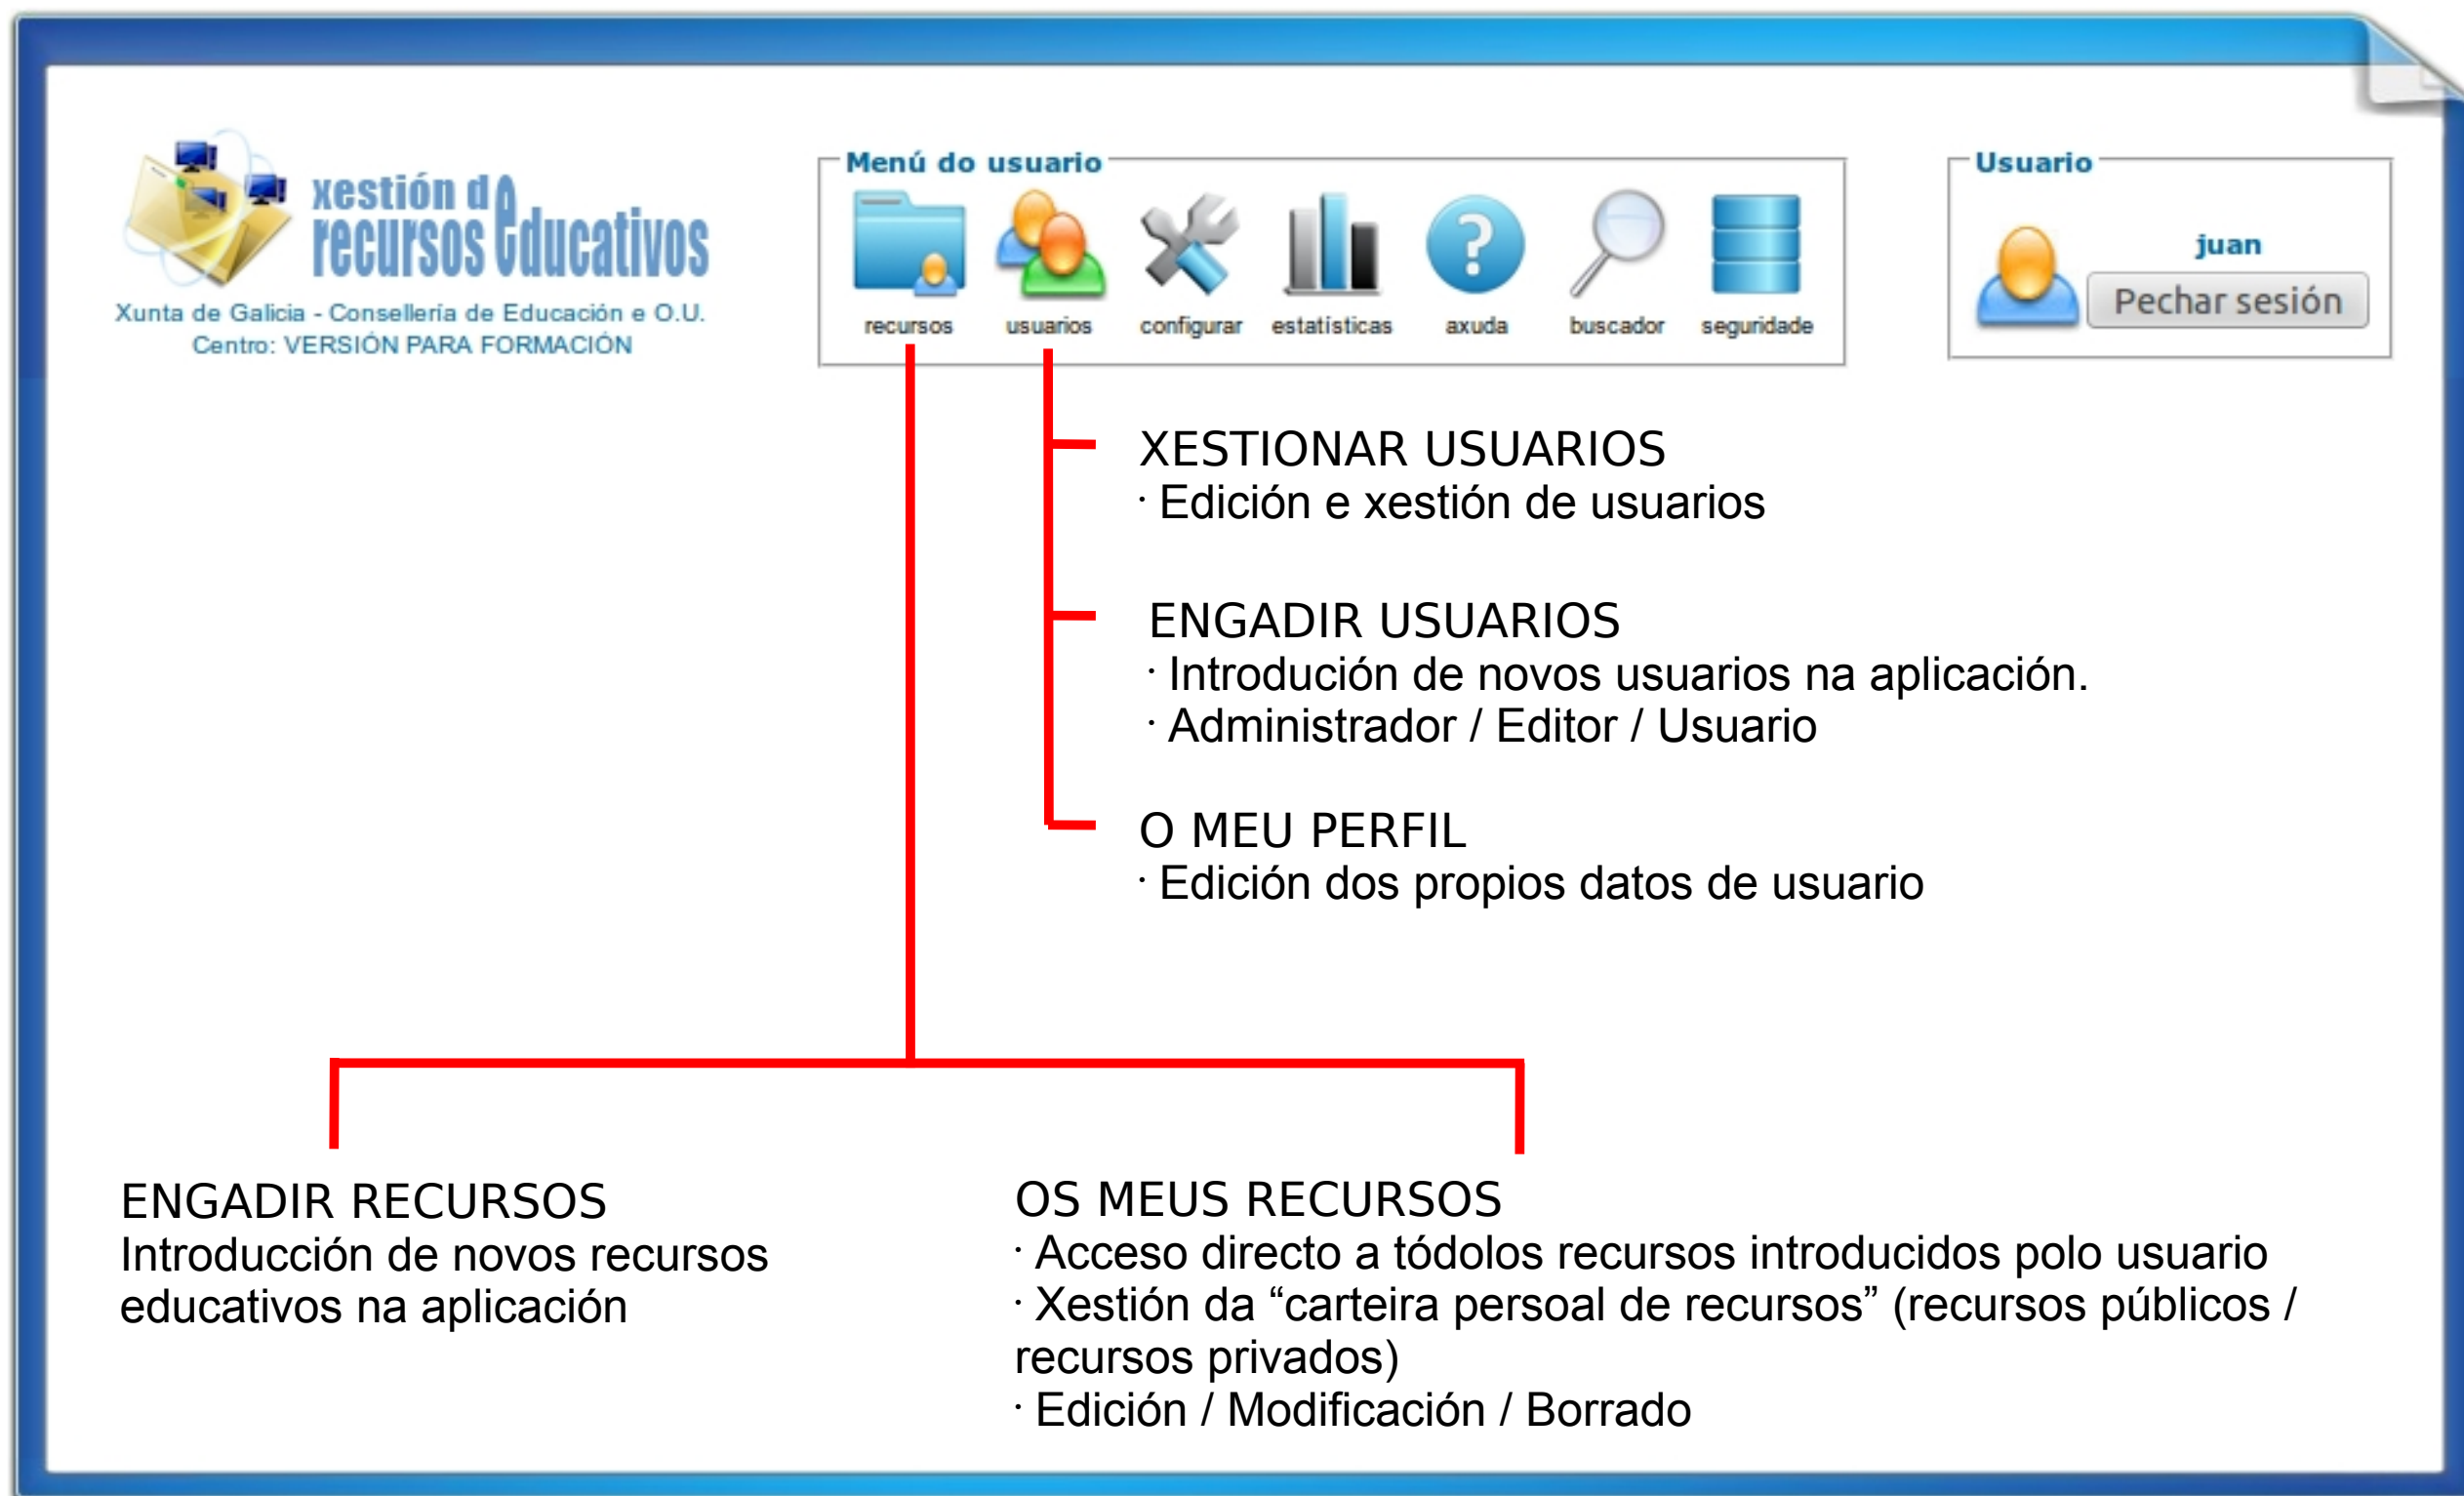 xestión de
recursos educativos
Xunta de Galicia - Consellería de Educación e O.U.
Centro: VERSIÓN PARA FORMACIÓN
Menú do usuario
recursos usuarios configurar estatísticas axuda buscador seguridade
Usuario
juan
Pechar sesión
XESTIONAR USUARIOS
· Edición e xestión de usuarios
ENGADIR USUARIOS
· Introdución de novos usuarios na aplicación.
· Administrador / Editor / Usuario
O MEU PERFIL
· Edición dos propios datos de usuario
ENGADIR RECURSOS
Introducción de novos recursos
educativos na aplicación
OS MEUS RECURSOS
· Acceso directo a tódolos recursos introducidos polo usuario
· Xestión da “carteira persoal de recursos” (recursos públicos /
recursos privados)
· Edición / Modificación / Borrado